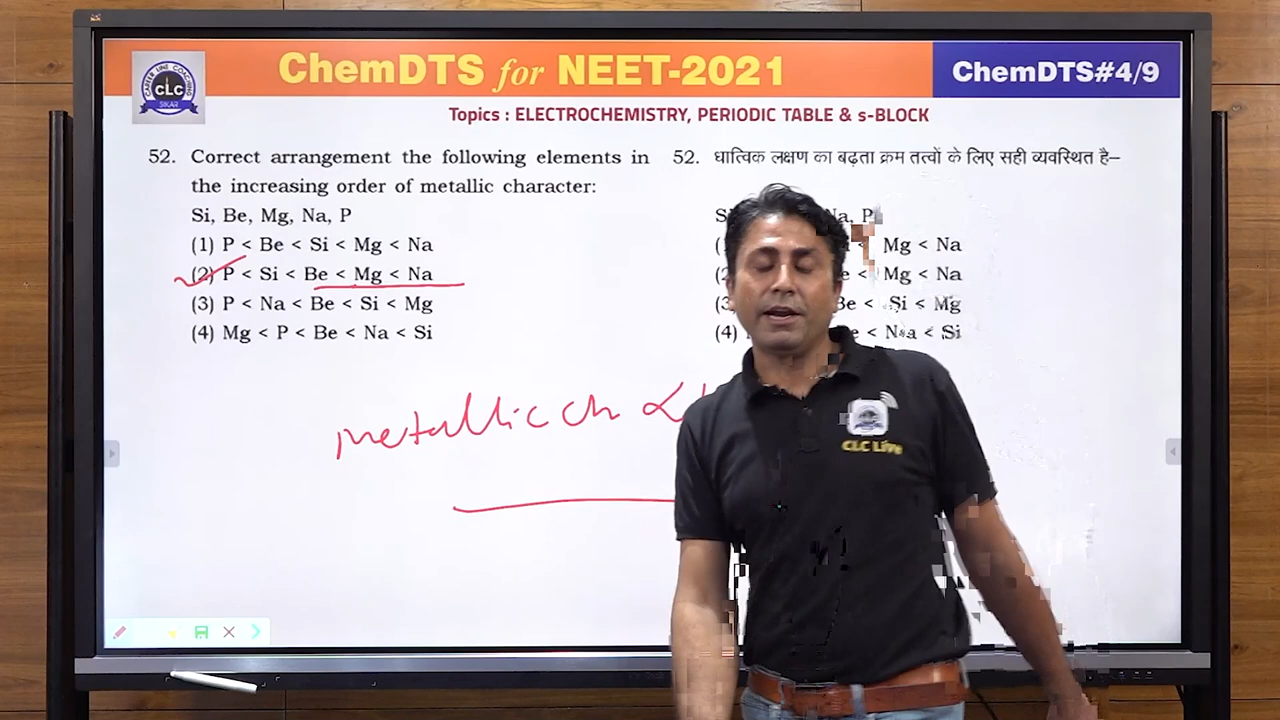 ChemDTS for NEET-2021
ChemDTS#4/9
CAREER LINE COACHING
CLC
SIKAR
Topics : ELECTROCHEMISTRY, PERIODIC TABLE & s-BLOCK
52. Correct arrangement the following elements in
the increasing order of metallic character:
Si, Be, Mg, Na, P
(1) P < Be < Si < Mg < Na
(2) P < Si < Be < Mg < Na
(3) P < Na < Be < Si < Mg
(4) Mg < P < Be < Na < Si
52. धात्विक लक्षण का बढ़ता क्रम तत्वों के लिए सही व्यवस्थित है–
Na, P
Mg < Na
< Mg < Na
Be < Si < Mg
< Na < Si
metallic ch ∝
CLC Live